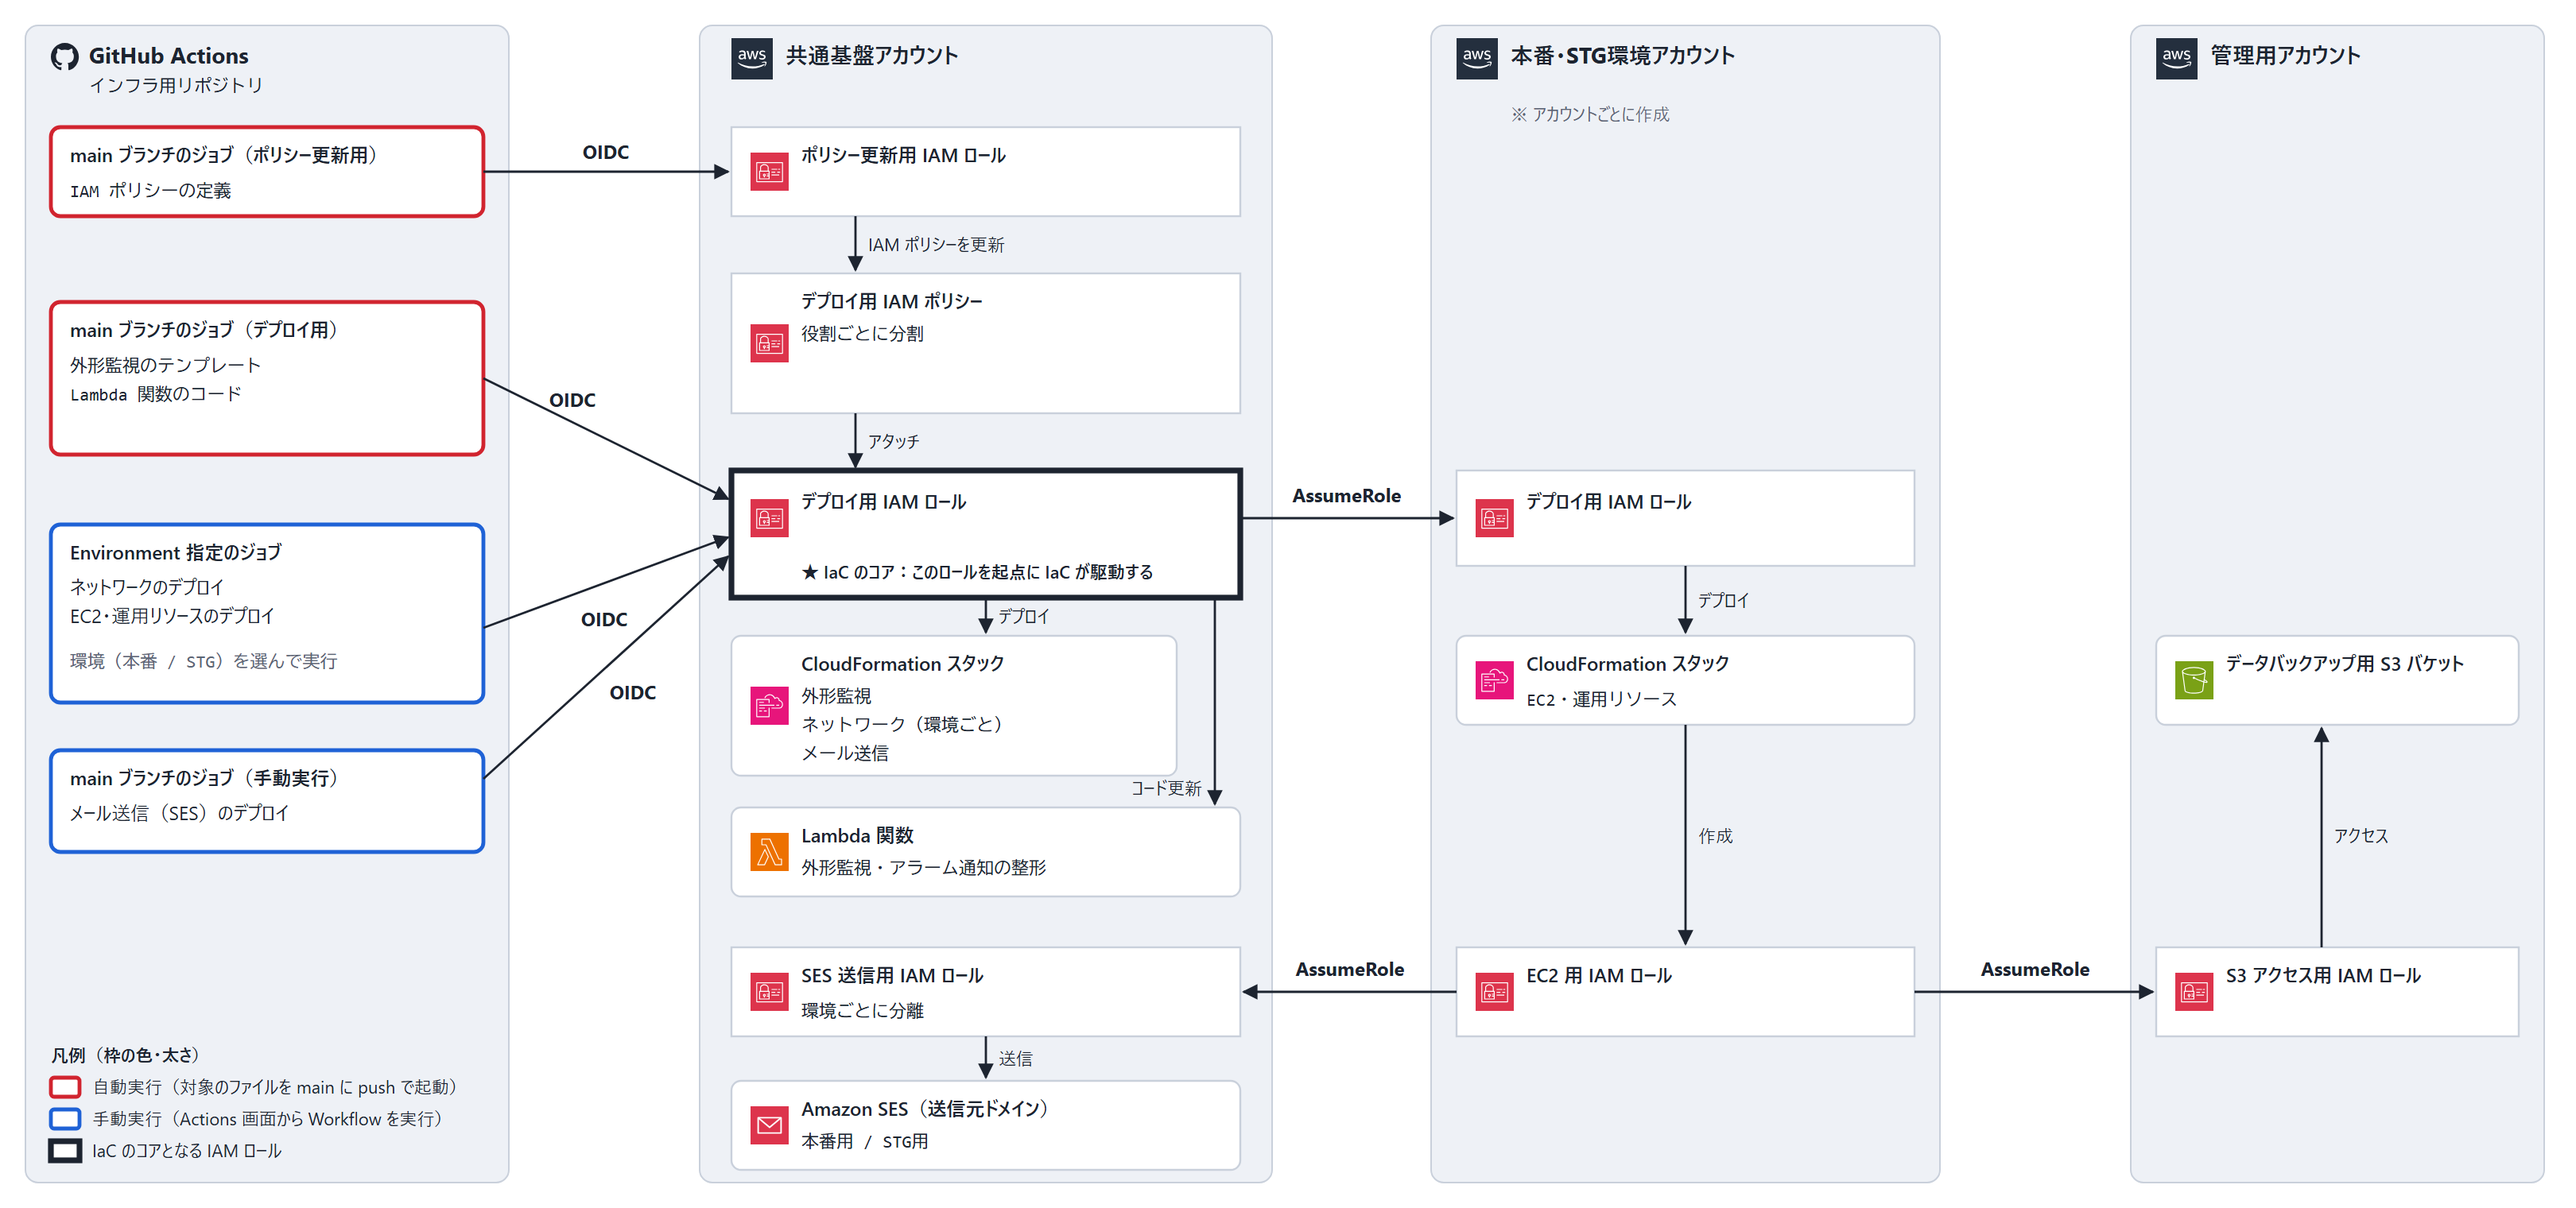 GitHub Actions
インフラ用リポジトリ
main ブランチのジョブ（ポリシー更新用）
IAM ポリシーの定義
main ブランチのジョブ（デプロイ用）
外形監視のテンプレート
Lambda 関数のコード
Environment 指定のジョブ
ネットワークのデプロイ
EC2・運用リソースのデプロイ
環境（本番 / STG）を選んで実行
main ブランチのジョブ（手動実行）
メール送信（SES）のデプロイ
凡例（枠の色・太さ）
自動実行（対象のファイルを main に push で起動）
手動実行（Actions 画面から Workflow を実行）
IaC のコアとなる IAM ロール
OIDC
OIDC
OIDC
OIDC
aws
共通基盤アカウント
ポリシー更新用 IAM ロール
IAM ポリシーを更新
デプロイ用 IAM ポリシー
役割ごとに分割
アタッチ
デプロイ用 IAM ロール
★ IaC のコア：このロールを起点に IaC が駆動する
デプロイ
CloudFormation スタック
外形監視
ネットワーク（環境ごと）
メール送信
コード更新
Lambda 関数
外形監視・アラーム通知の整形
SES 送信用 IAM ロール
環境ごとに分離
送信
Amazon SES（送信元ドメイン）
本番用 / STG用
AssumeRole
AssumeRole
aws
本番・STG環境アカウント
※ アカウントごとに作成
デプロイ用 IAM ロール
デプロイ
CloudFormation スタック
EC2・運用リソース
作成
EC2 用 IAM ロール
AssumeRole
aws
管理用アカウント
データバックアップ用 S3 バケット
アクセス
S3 アクセス用 IAM ロール